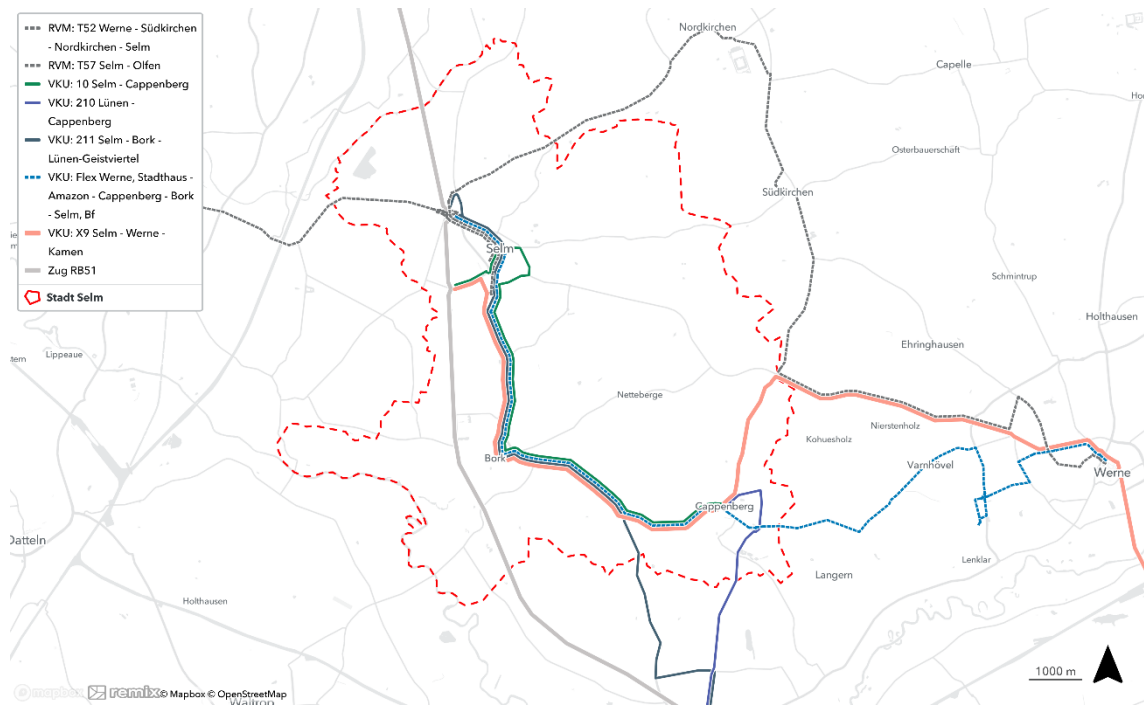 RVM: T52 Werne - Südkirchen
- Nordkirchen - Selm
RVM: T57 Selm - Olfen
VKU: 10 Selm - Cappenberg
VKU: 210 Lünen -
Cappenberg
VKU: 211 Selm - Bork -
Lünen-Geistviertel
VKU: Flex Werne, Stadthaus -
Amazon - Cappenberg - Bork
- Selm, Bf
VKU: X9 Selm - Werne -
Kamen
Zug RB51
Stadt Selm
Nordkirchen
Capelle
Osterbauerschaft
Südkirchen
Selm
Schmintrup
Holthausen
Lippeaue
Ehringhausen
Netteberge
Nierstenholz
Kohuesholz
Bork
Varnhövel
Werne
Cappenberg
Datteln
Lenklar
Langern
Holthausen
1000 m
mapbox remix © Mapbox © OpenStreetMap
Waltrop